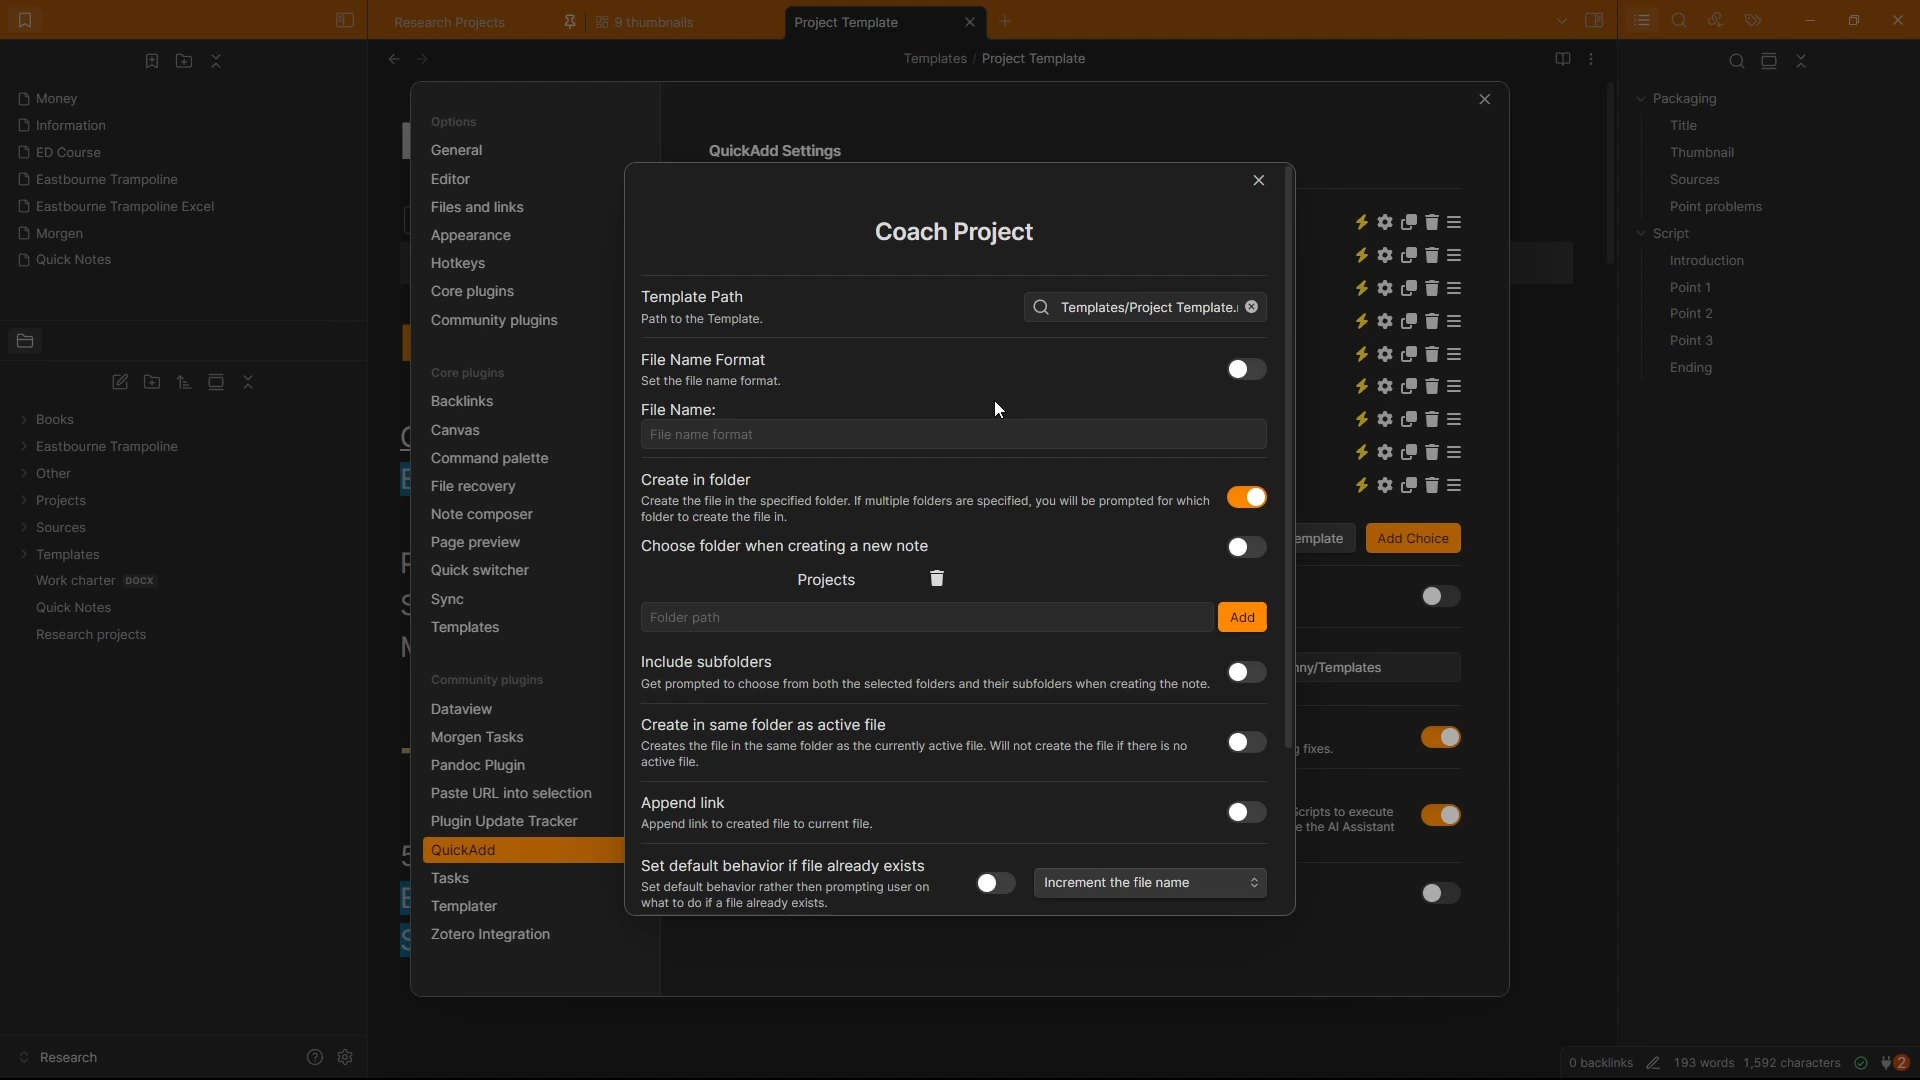 Research Projects
9 thumbnails
Project Template
Templates / Project Template
Money
Information
ED Course
Eastbourne Trampoline
Eastbourne Trampoline Excel
Morgen
Quick Notes
Books
Eastbourne Trampoline
Other
Projects
Sources
Templates
Work charter DOCX
Quick Notes
Research projects
Research
Options
General
Editor
Files and links
Appearance
Hotkeys
Core plugins
Community plugins
Core plugins
Backlinks
Canvas
Command palette
File recovery
Note composer
Page preview
Quick switcher
Sync
Templates
Community plugins
Dataview
Morgen Tasks
Pandoc Plugin
Paste URL into selection
Plugin Update Tracker
QuickAdd
Tasks
Templater
Zotero Integration
QuickAdd Settings
Coach Project
Template Path
Path to the Template.
Templates/Project Template.
File Name Format
Set the file name format.
File Name:
File name format
Create in folder
Create the file in the specified folder. If multiple folders are specified, you will be prompted for which
folder to create the file in.
Choose folder when creating a new note
Projects
Folder path
Add
Include subfolders
Get prompted to choose from both the selected folders and their subfolders when creating the note.
Create in same folder as active file
Creates the file in the same folder as the currently active file. Will not create the file if there is no
active file.
Append link
Append link to created file to current file.
Set default behavior if file already exists
Set default behavior rather then prompting user on
what to do if a file already exists.
Increment the file name
emplate
Add Choice
nny/Templates
g fixes.
Scripts to execute
e the AI Assistant
Packaging
Title
Thumbnail
Sources
Point problems
Script
Introduction
Point 1
Point 2
Point 3
Ending
0 backlinks
193 words 1,592 characters
2